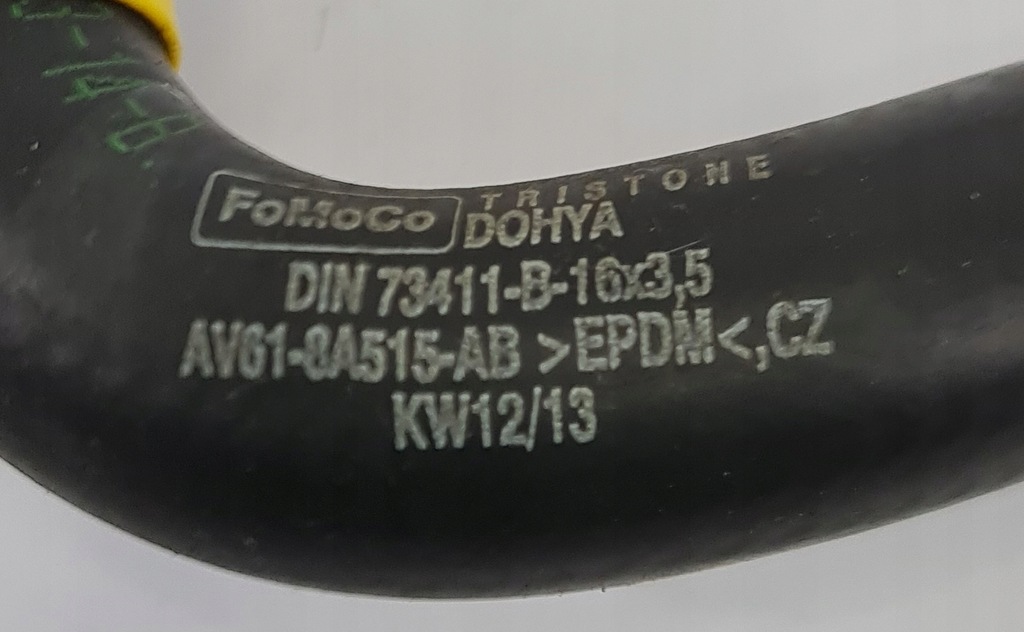 FoMoCo TRISTONE
DOHYA
DIN 73411-B-16x3,5
AV61-8A515-AB >EPDM<,CZ
KW12/13